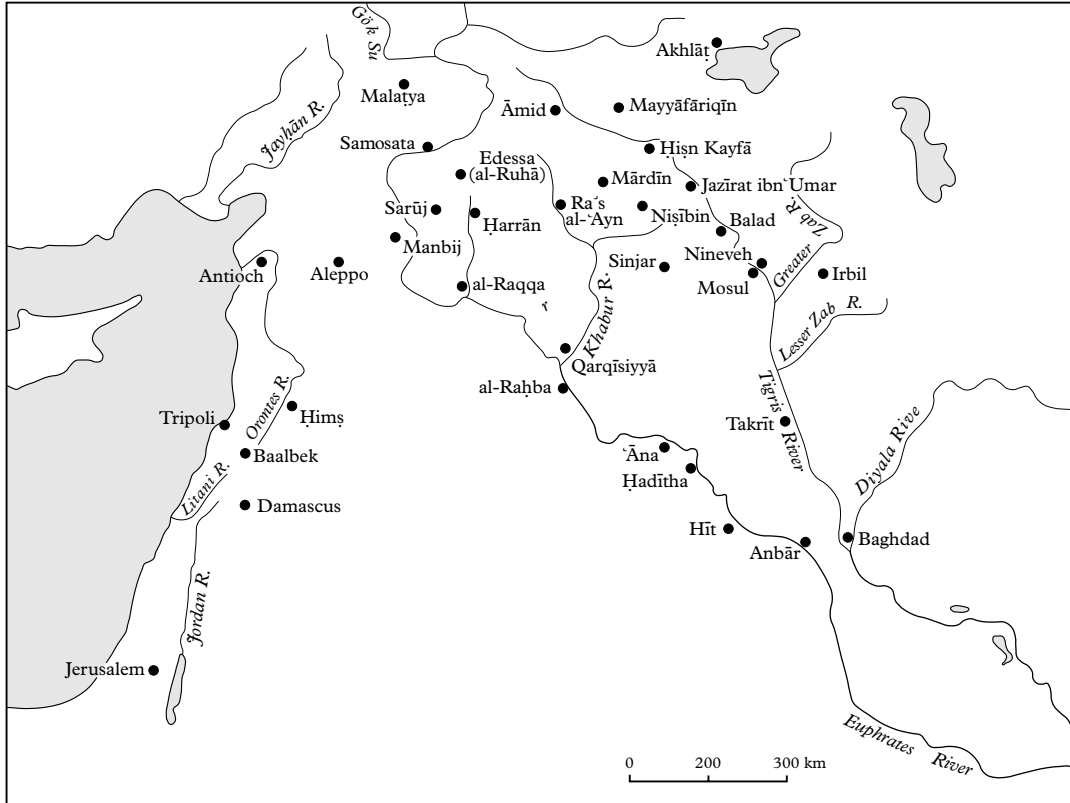 Gök Su
Akhlāṭ
Malaṭya
Āmid
Mayyāfāriqīn
Jayḥān R.
Samosata
Ḥiṣn Kayfā
Edessa
(al-Ruhā)
Mārdīn
Jazīrat ibn ʿUmar
Sarūj
Ḥarrān
Raʾs
al-ʿAyn
Niṣībin
Balad
Greater Zab R.
Manbij
Antioch
Aleppo
Sinjar
Nineveh
Mosul
Irbil
al-Raqqa
r
Khabur R.
Lesser Zab R.
Qarqīsiyyā
al-Raḥba
Tripoli
Orontes R.
Ḥimṣ
Tigris River
Takrīt
Baalbek
ʿĀna
Litani R.
Ḥadītha
Diyala Rive
Damascus
Hīt
Anbār
Baghdad
Jordan R.
Jerusalem
Euphrates River
0 200 300 km